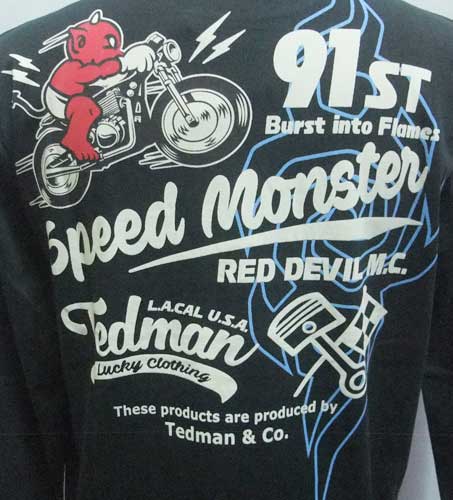 91ST
Burst into Flames
Speed Monster
RED DEVIL M.C.
L.A.CAL U.S.A.
Tedman
Lucky Clothing
These products are produced by
Tedman & Co.